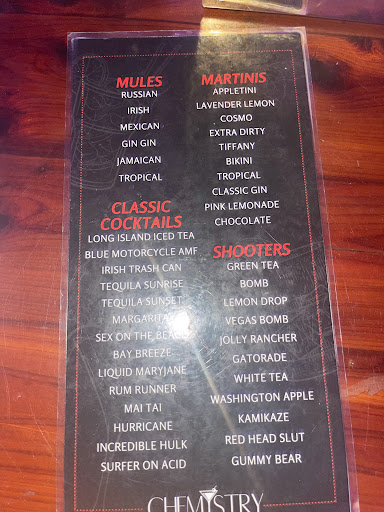 MULES
RUSSIAN
IRISH
MEXICAN
GIN GIN
JAMAICAN
TROPICAL
CLASSIC
COCKTAILS
LONG ISLAND ICED TEA
BLUE MOTORCYCLE AMF
IRISH TRASH CAN
TEQUILA SUNRISE
TEQUILA SUNSET
MARGARITA
SEX ON THE BEACH
BAY BREEZE
LIQUID MARYJANE
RUM RUNNER
MAI TAI
HURRICANE
INCREDIBLE HULK
SURFER ON ACID
MARTINIS
APPLETINI
LAVENDER LEMON
COSMO
EXTRA DIRTY
TIFFANY
BIKINI
TROPICAL
CLASSIC GIN
PINK LEMONADE
CHOCOLATE
SHOOTERS
GREEN TEA
BOMB
LEMON DROP
VEGAS BOMB
JOLLY RANCHER
GATORADE
WHITE TEA
WASHINGTON APPLE
KAMIKAZE
RED HEAD SLUT
GUMMY BEAR
CHEMISTRY